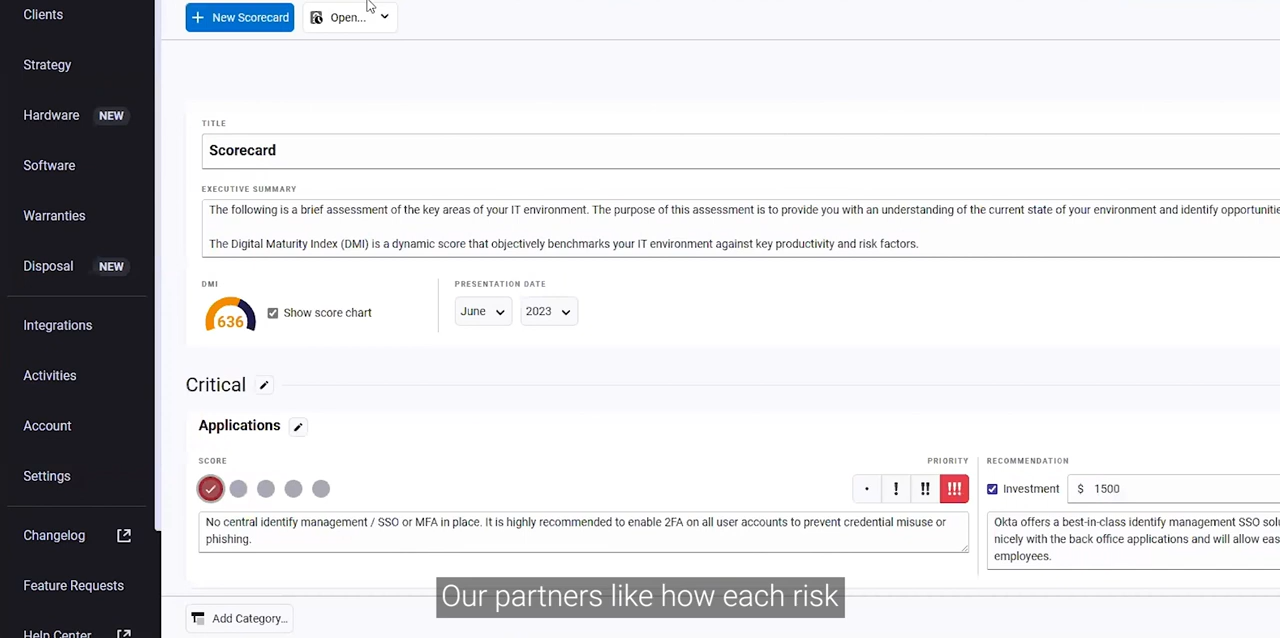 Clients
Strategy
Hardware NEW
Software
Warranties
Disposal NEW
Integrations
Activities
Account
Settings
Changelog
Feature Requests
Help Center
New Scorecard
Open...
TITLE
Scorecard
EXECUTIVE SUMMARY
The following is a brief assessment of the key areas of your IT environment. The purpose of this assessment is to provide you with an understanding of the current state of your environment and identify opportunitie
The Digital Maturity Index (DMI) is a dynamic score that objectively benchmarks your IT environment against key productivity and risk factors.
DMI
636
Show score chart
PRESENTATION DATE
June 2023
Critical
Applications
SCORE
PRIORITY
· ! !! !!!
No central identify management / SSO or MFA in place. It is highly recommended to enable 2FA on all user accounts to prevent credential misuse or
phishing.
RECOMMENDATION
Investment $ 1500
Okta offers a best-in-class identify management SSO solu
nicely with the back office applications and will allow eas
employees.
Add Category...
Our partners like how each risk